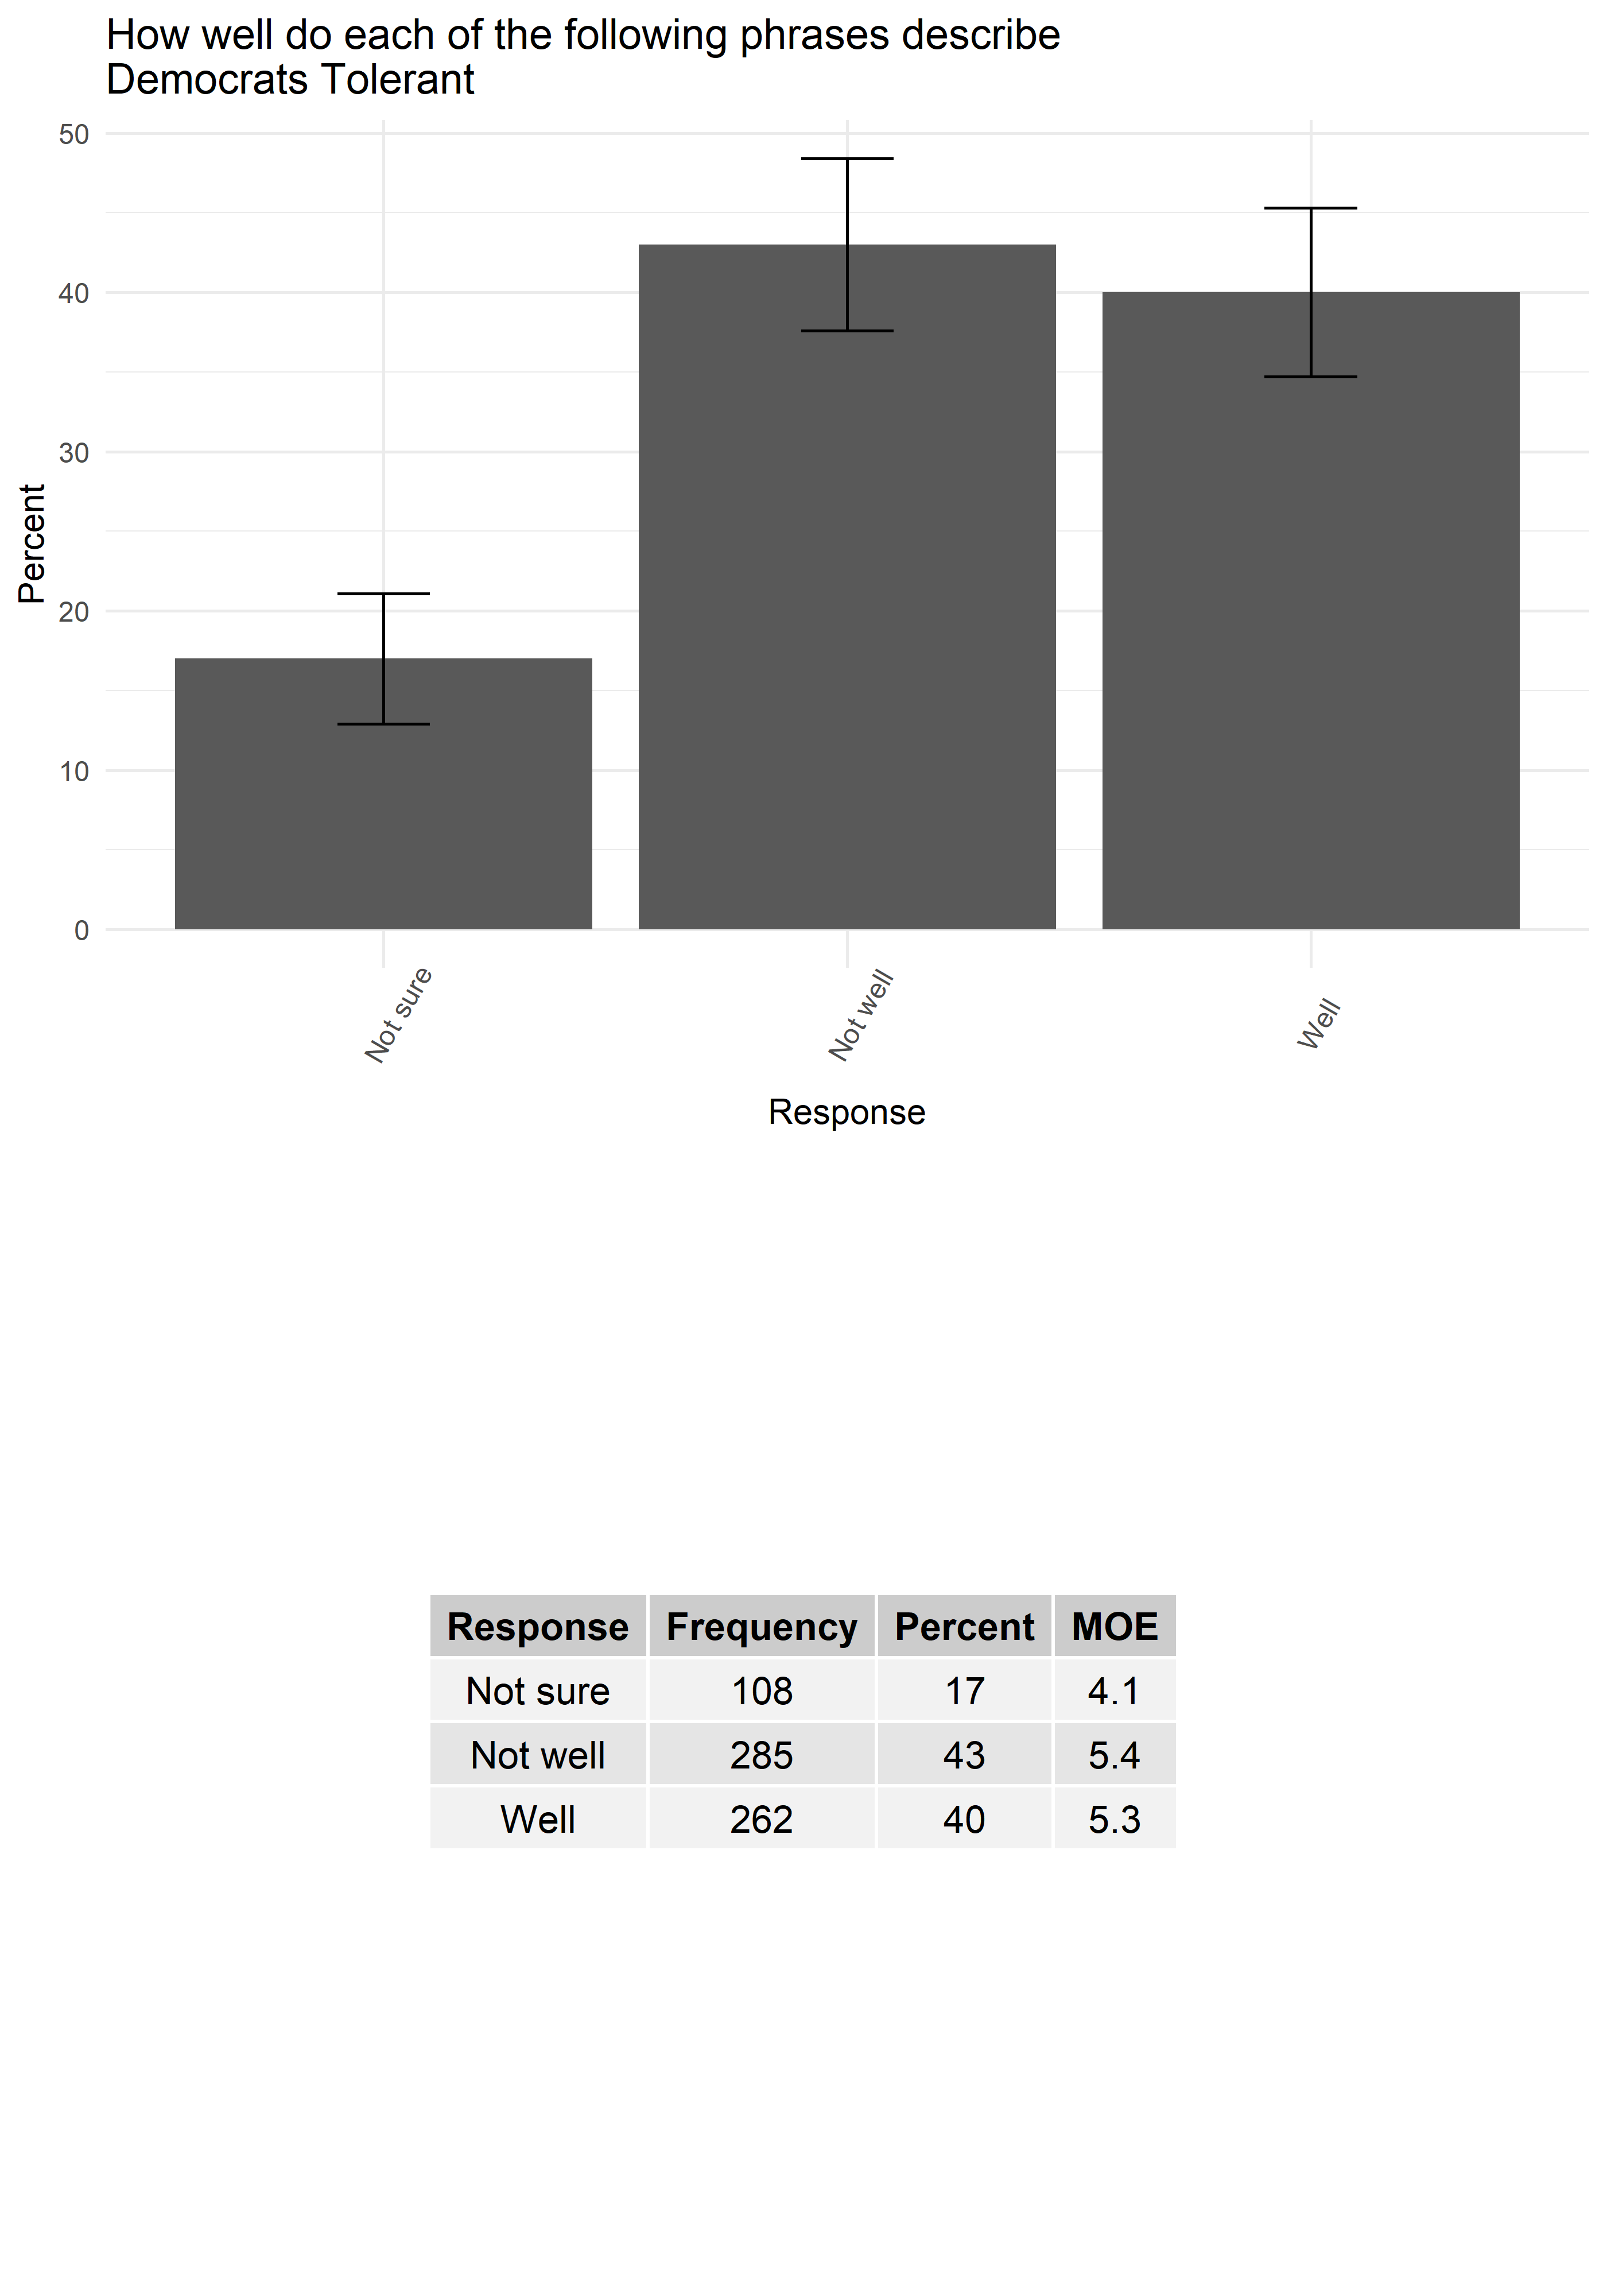 How well do each of the following phrases describe
Democrats Tolerant
Percent
50
40
30
20
10
0
Not sure
Not well
Well
Response
Response Frequency Percent MOE
Not sure 108 17 4.1
Not well 285 43 5.4
Well 262 40 5.3